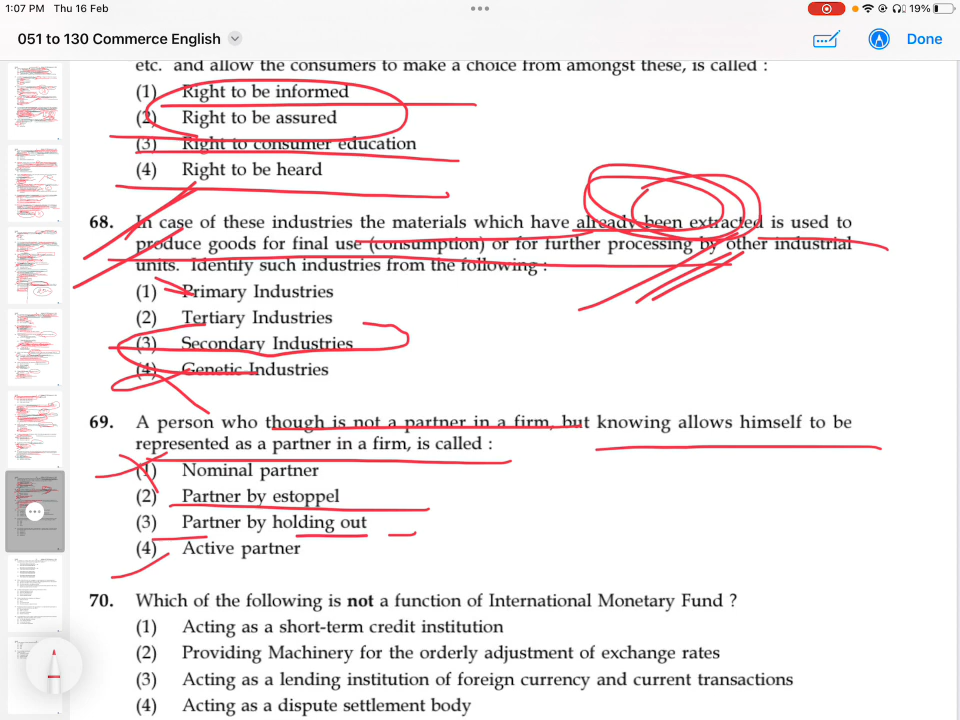 1:07 PM Thu 16 Feb
19%
051 to 130 Commerce English
Done
etc. and allow the consumers to make a choice from amongst these, is called :
(1) Right to be informed
(2) Right to be assured
(3) Right to consumer education
(4) Right to be heard
68. In case of these industries the materials which have already been extracted is used to
produce goods for final use (consumption) or for further processing by other industrial
units. Identify such industries from the following :
(1) Primary Industries
(2) Tertiary Industries
(3) Secondary Industries
(4) Genetic Industries
69. A person who though is not a partner in a firm, but knowing allows himself to be
represented as a partner in a firm, is called :
(1) Nominal partner
(2) Partner by estoppel
(3) Partner by holding out
(4) Active partner
70. Which of the following is not a function of International Monetary Fund ?
(1) Acting as a short-term credit institution
(2) Providing Machinery for the orderly adjustment of exchange rates
(3) Acting as a lending institution of foreign currency and current transactions
(4) Acting as a dispute settlement body